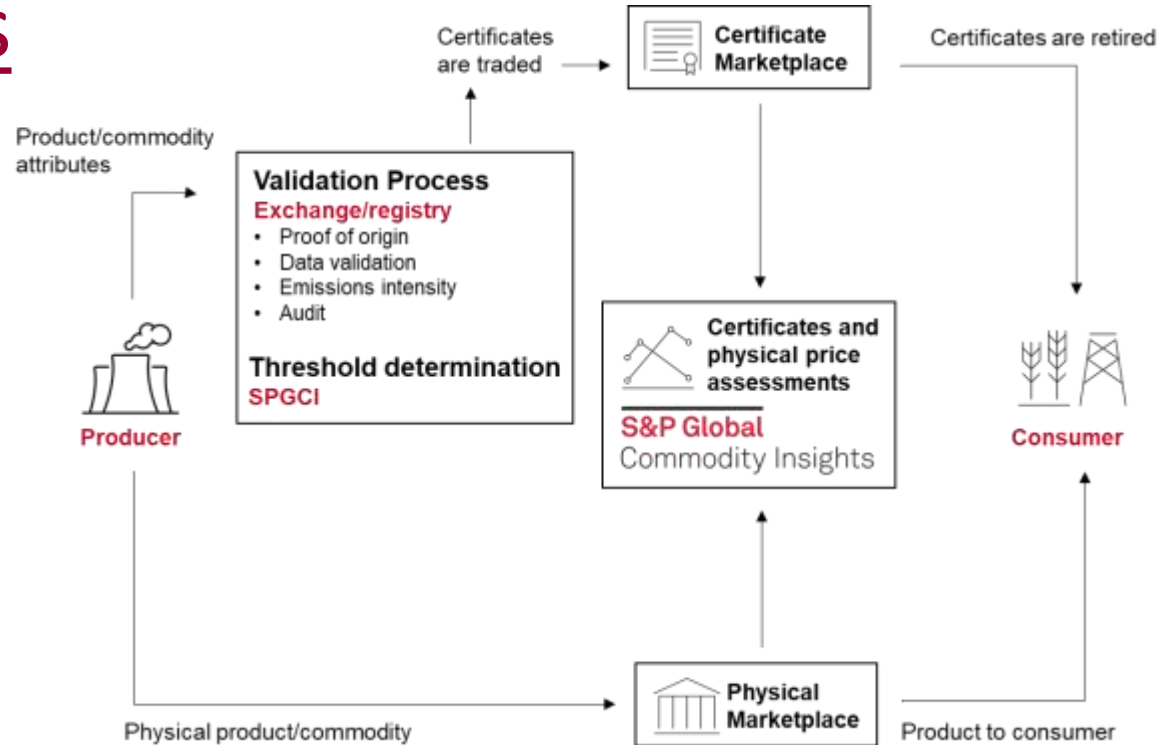 S
Certificates
are traded
Certificate
Marketplace
Certificates are retired
Product/commodity
attributes
Validation Process
Exchange/registry
• Proof of origin
• Data validation
• Emissions intensity
• Audit
Threshold determination
SPGCI
Certificates and
physical price
assessments
S&P Global
Commodity Insights
Producer
Consumer
Physical
Marketplace
Physical product/commodity
Product to consumer